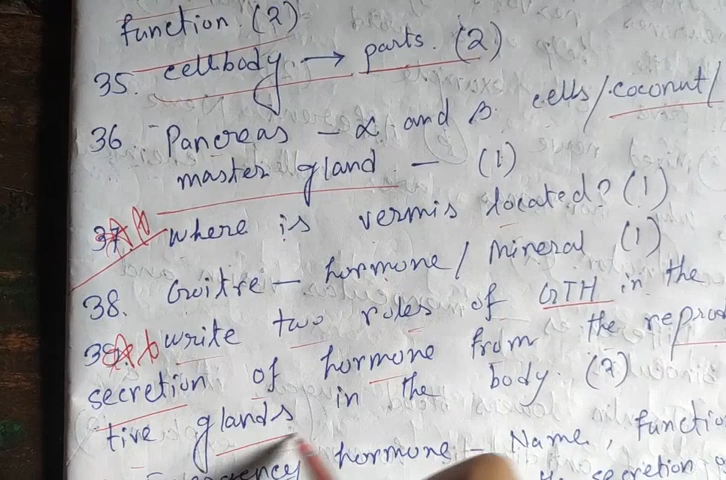 function (2)
35. cellbody → parts. (2)
36 Pancreas - α and β cells/coconut/
master gland - (1)
37. where is vermis located? (1)
38. Goitre - hormone/mineral (1)
39. write two roles of GTH in the
secretion of hormone from the reproduc
tive glands in the body. (2)
hormone - Name, functio
secretion